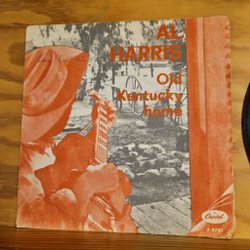 AL
HARRIS
Old
Kentucky
home
Capitol